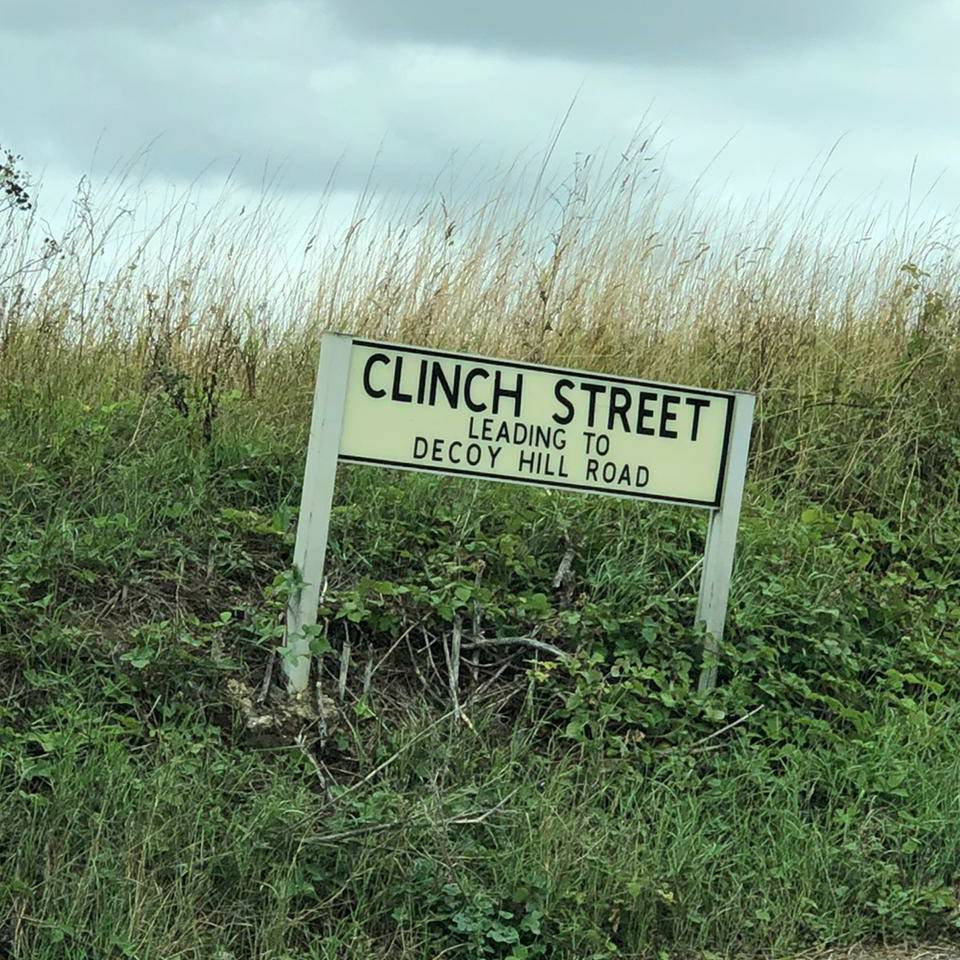 CLINCH STREET
LEADING TO
DECOY HILL ROAD